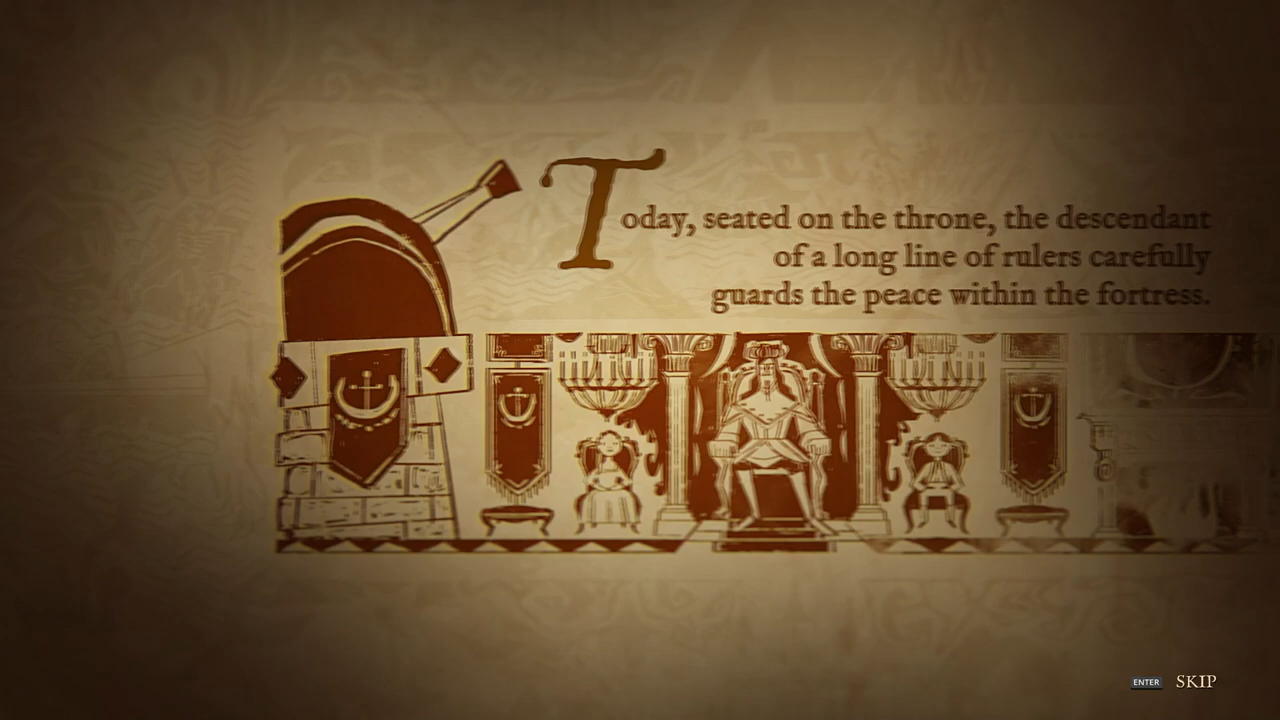 Today, seated on the throne, the descendant
of a long line of rulers carefully
guards the peace within the fortress.
ENTER SKIP